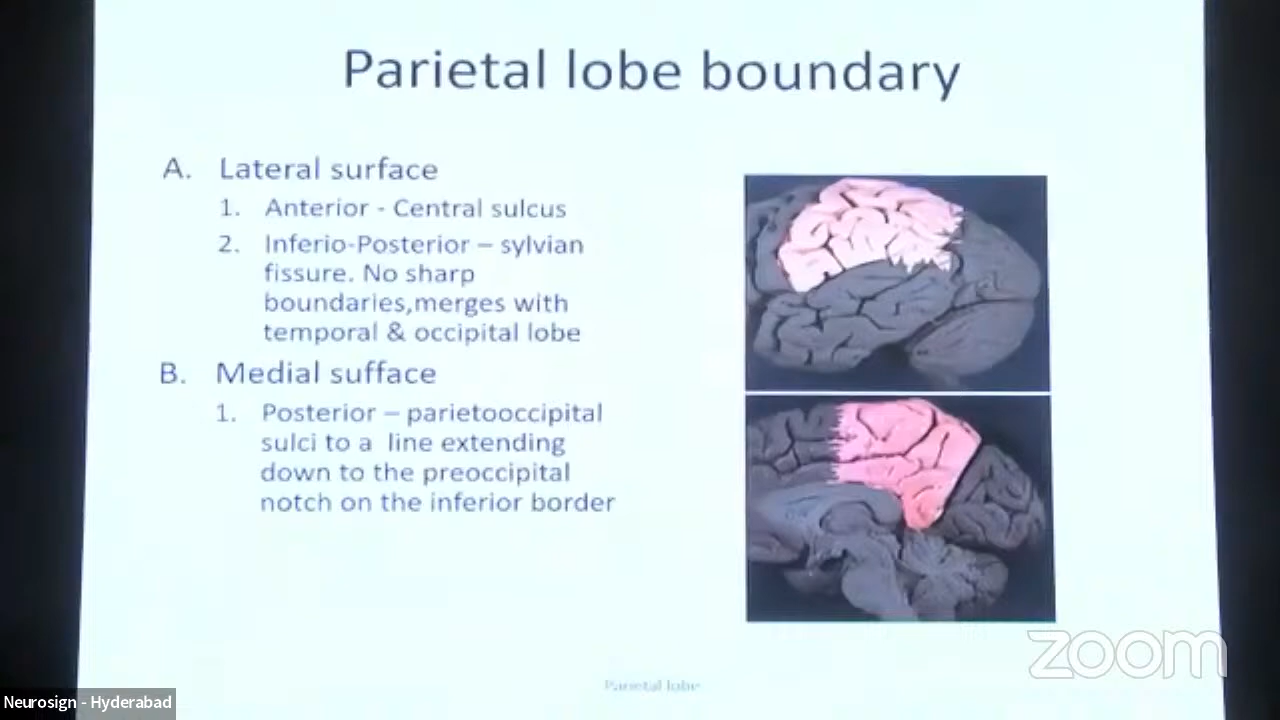 Parietal lobe boundary
A. Lateral surface
1. Anterior - Central sulcus
2. Inferio-Posterior – sylvian
fissure. No sharp
boundaries,merges with
temporal & occipital lobe
B. Medial sufface
1. Posterior – parietooccipital
sulci to a line extending
down to the preoccipital
notch on the inferior border
Parietal lobe
zoom
Neurosign - Hyderabad